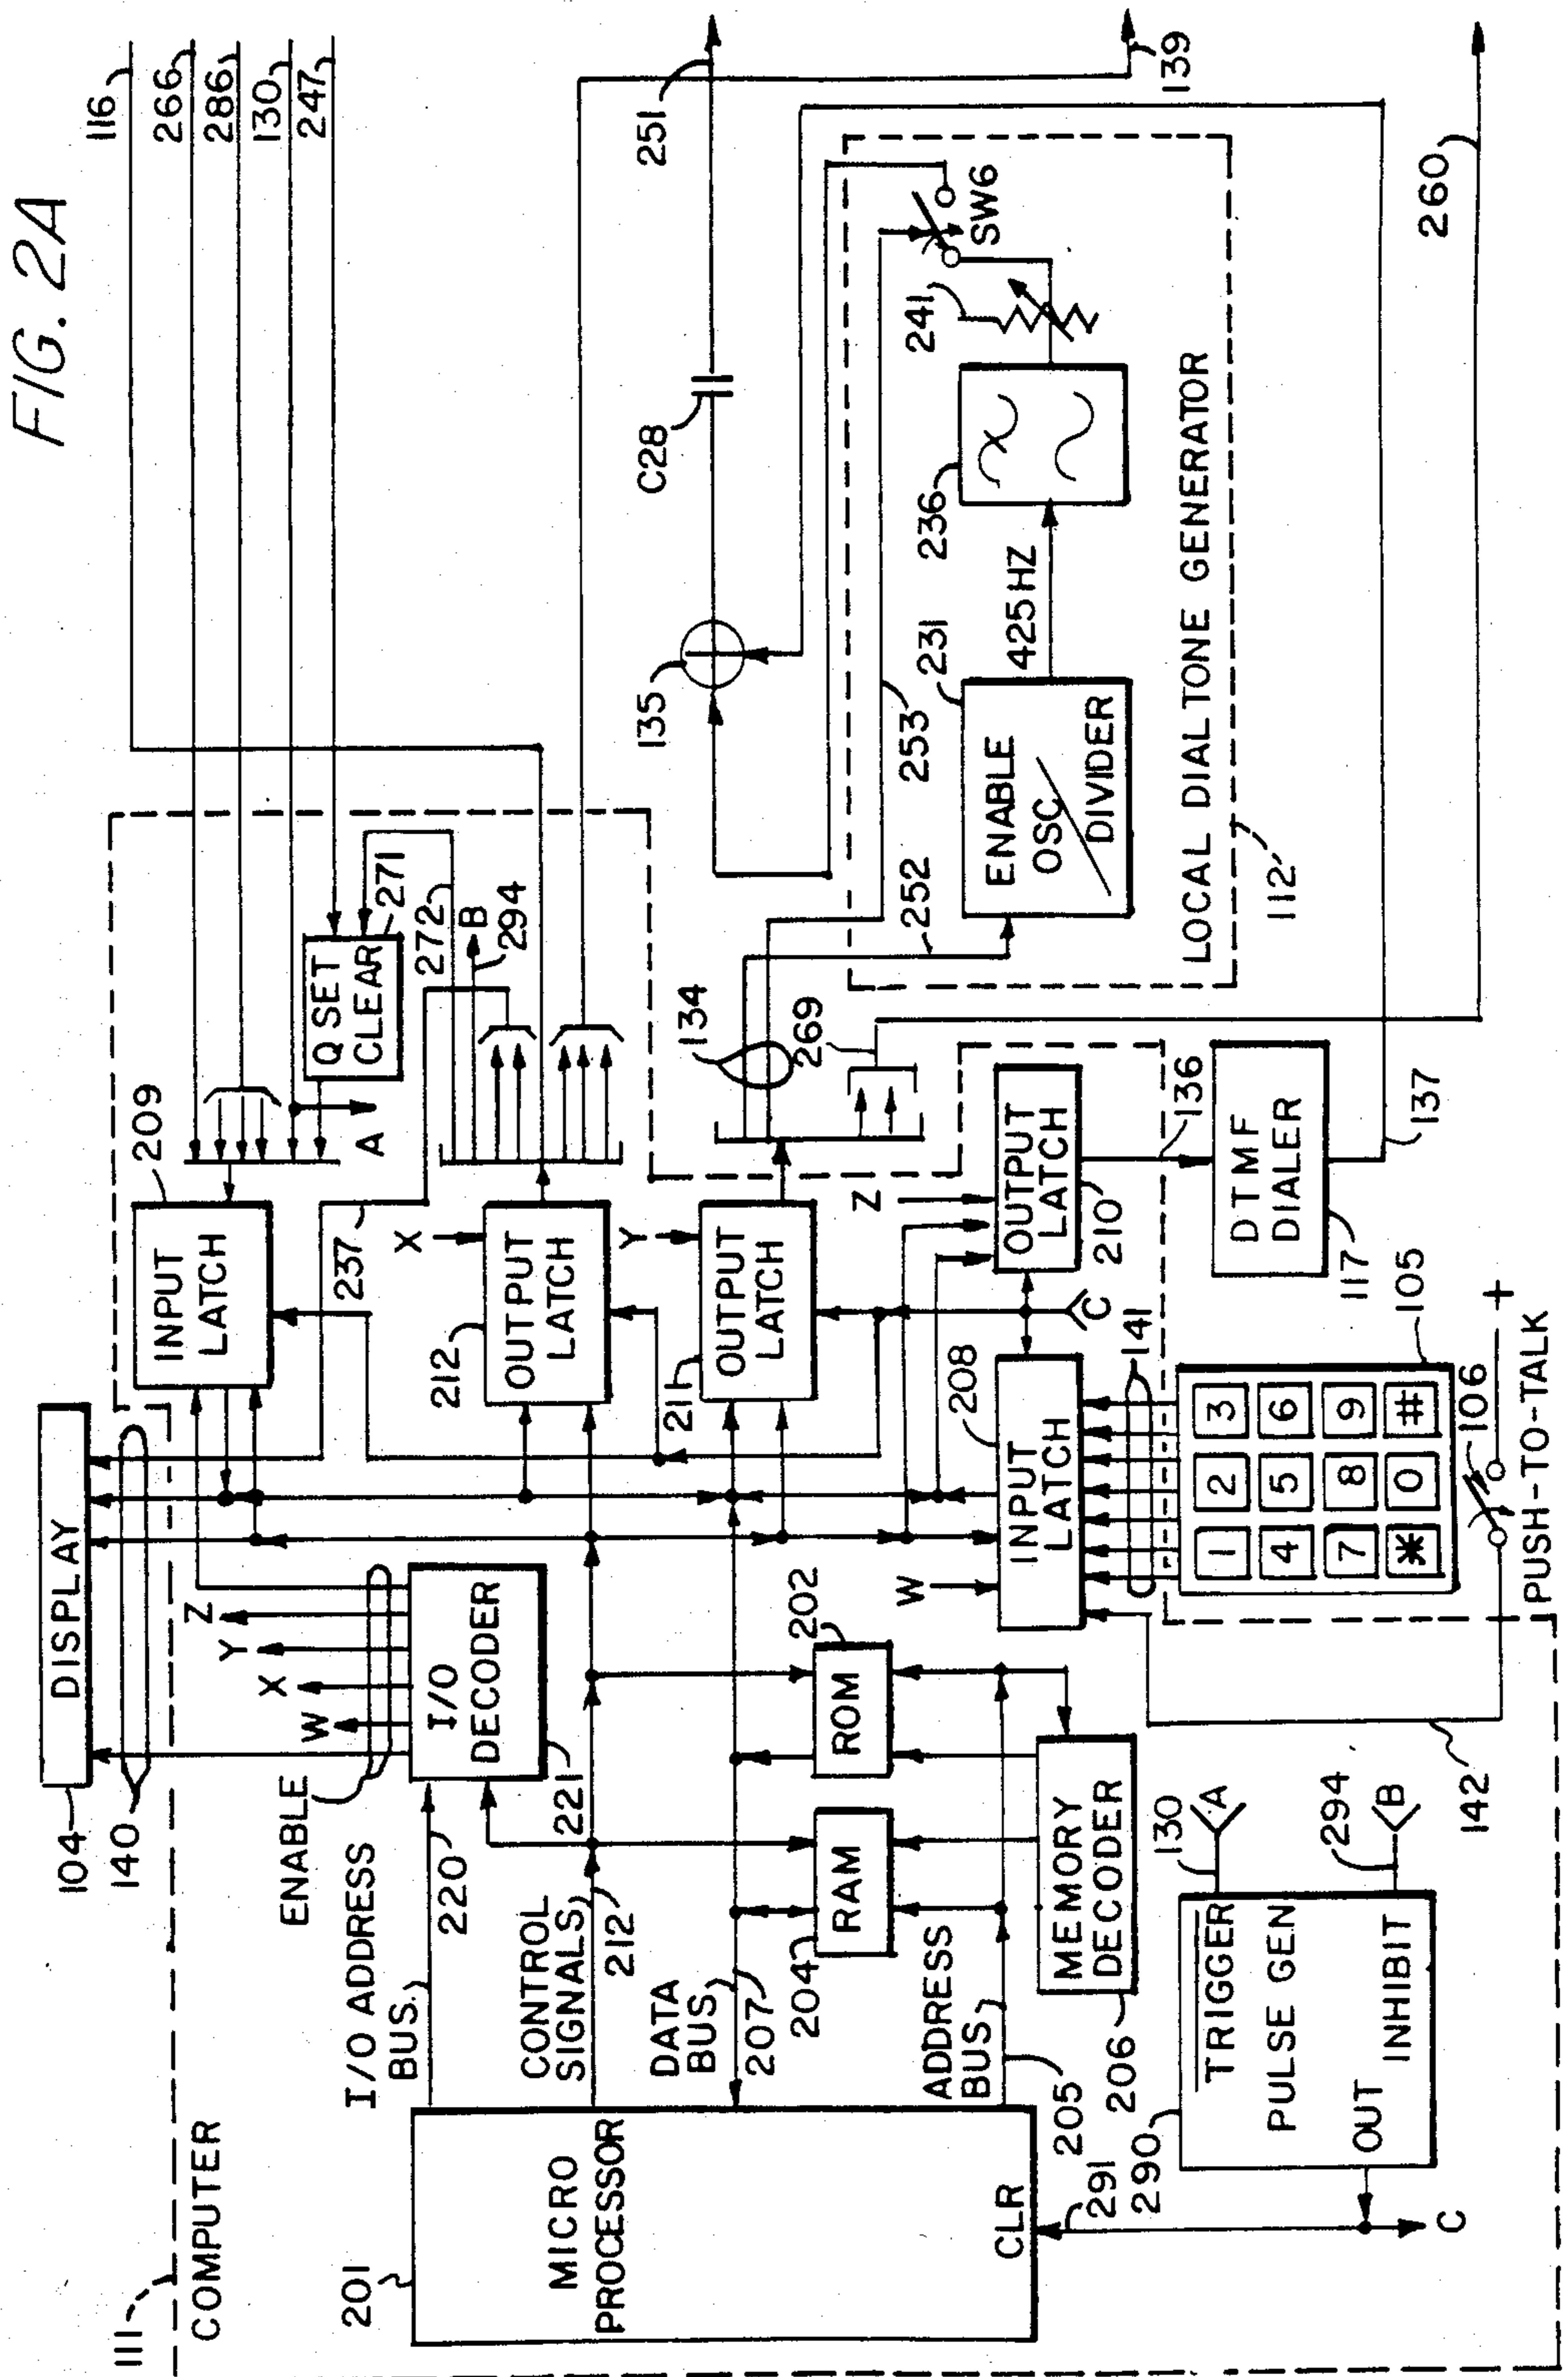 FIG. 2A
116
266
286
130
247
251
139
C28
135
SW6
241
236
425 HZ
231
ENABLE
OSC/
DIVIDER
253
252
LOCAL DIALTONE GENERATOR
112
260
209
INPUT
LATCH
A
Q SET
CLEAR
271
272
B
294
237
X
212
OUTPUT
LATCH
134
269
Y
211
OUTPUT
LATCH
Z
OUTPUT
LATCH
210
136
DTMF
DIALER
117
137
C
208
INPUT
LATCH
W
141
105
1 2 3
4 5 6
7 8 9
* 0 #
106
+
PUSH-TO-TALK
142
DISPLAY
104
140
ENABLE
W X Y Z
I/O
DECODER
221
I/O ADDRESS
BUS
220
CONTROL
SIGNALS
212
DATA
BUS
207
202
ROM
204
RAM
ADDRESS
BUS
205
MEMORY
DECODER
206
111
COMPUTER
201
MICRO
PROCESSOR
CLR
291
290
TRIGGER
PULSE GEN
OUT
INHIBIT
130
A
294
B
C